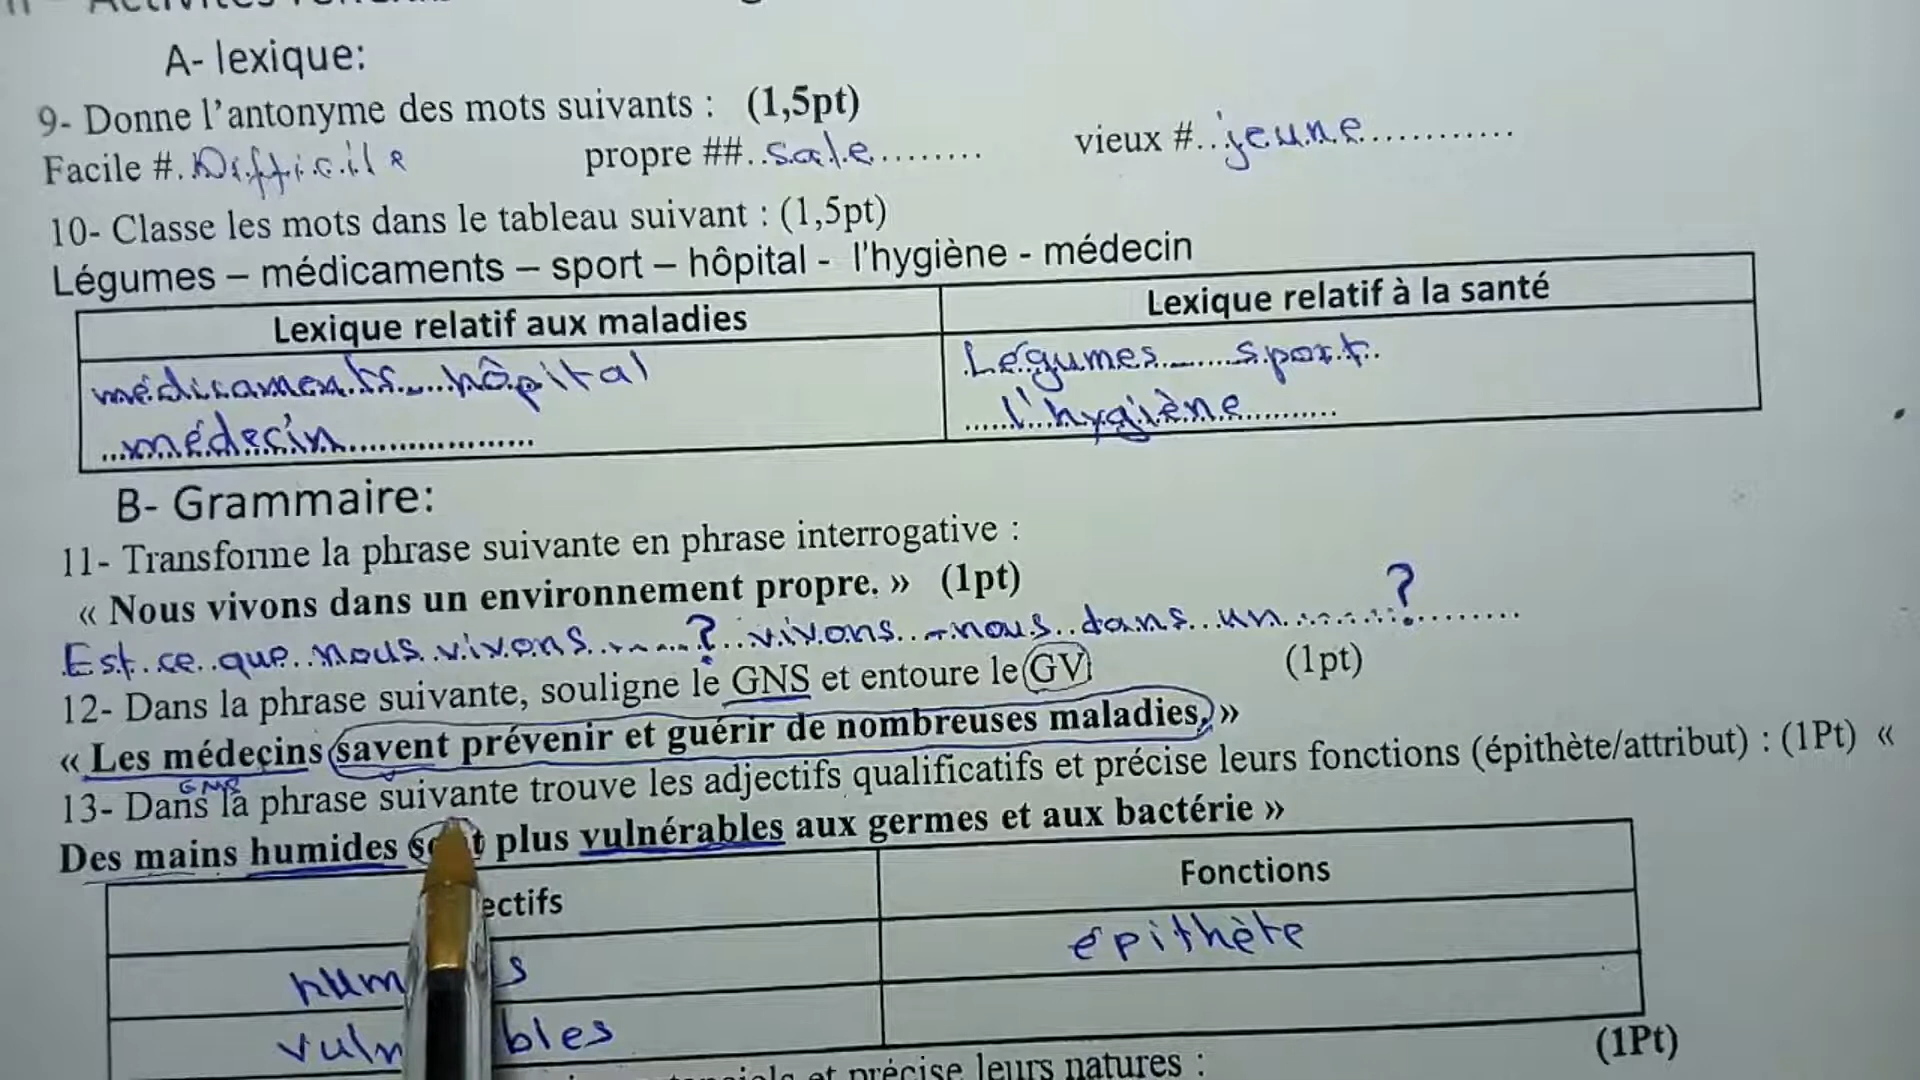 A- lexique:
9- Donne l'antonyme des mots suivants : (1,5pt)
Facile #. Difficile propre ##..sale......... vieux #..jeune............
10- Classe les mots dans le tableau suivant : (1,5pt)
Légumes – médicaments – sport – hôpital - l'hygiène - médecin
Lexique relatif aux maladies Lexique relatif à la santé
médicaments....hôpital Légumes......sport..
...médecin................... .....l'hygiène..........
B- Grammaire:
11- Transforme la phrase suivante en phrase interrogative :
« Nous vivons dans un environnement propre. » (1pt)
Est.ce.que.nous.vivons.......?..vivons..-nous..dans..un.......?........
12- Dans la phrase suivante, souligne le GNS et entoure le GV (1pt)
« Les médecins savent prévenir et guérir de nombreuses maladies. »
GNS
13- Dans la phrase suivante trouve les adjectifs qualificatifs et précise leurs fonctions (épithète/attribut) : (1Pt) «
Des mains humides plus vulnérables aux germes et aux bactérie »
ectifs Fonctions
épithète
(1Pt)
et précise leurs natures :